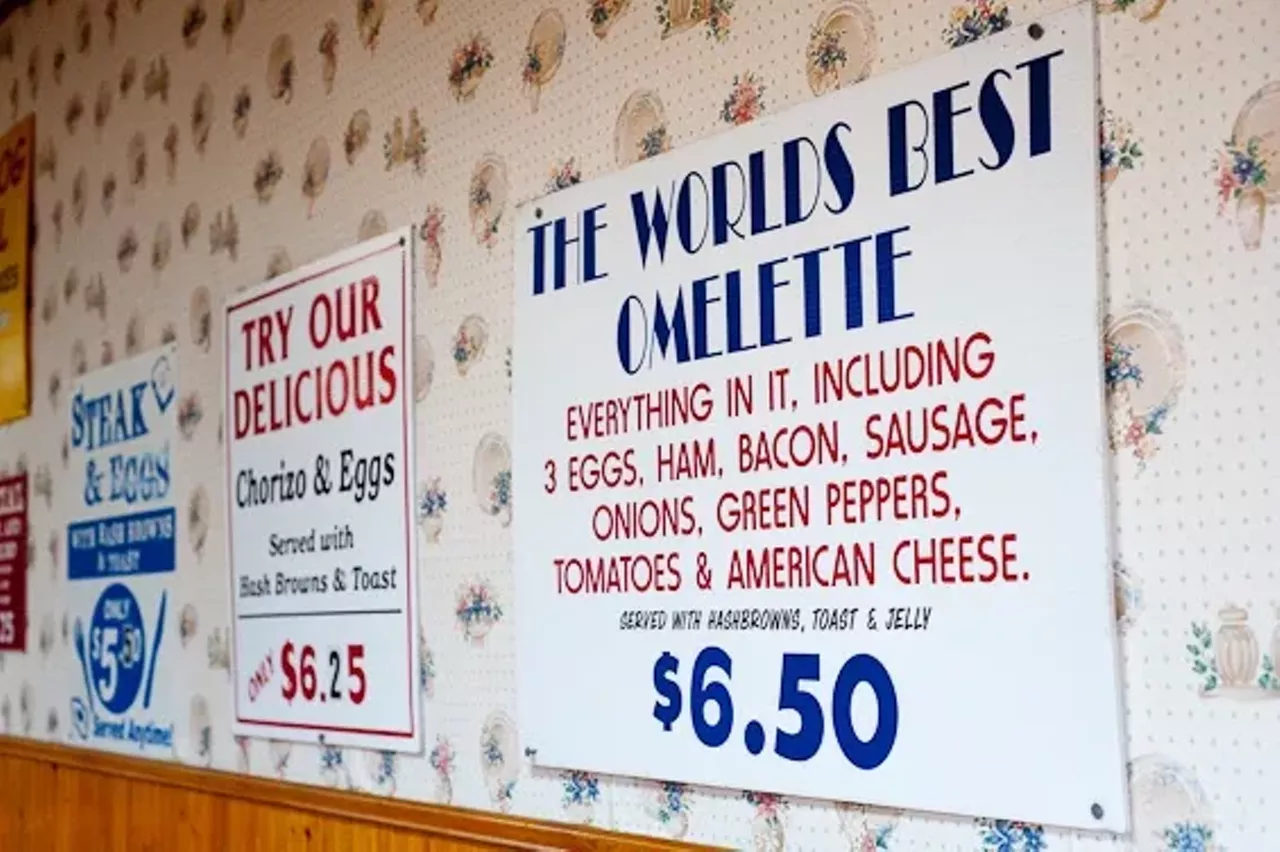 STEAK
& EGGS
WITH HASH BROWNS
& TOAST
ONLY
$5.50
Served Anytime!
TRY OUR
DELICIOUS
Chorizo & Eggs
Served with
Hash Browns & Toast
ONLY $6.25
THE WORLDS BEST
OMELETTE
EVERYTHING IN IT, INCLUDING
3 EGGS, HAM, BACON, SAUSAGE,
ONIONS, GREEN PEPPERS,
TOMATOES & AMERICAN CHEESE.
SERVED WITH HASHBROWNS, TOAST & JELLY
$6.50